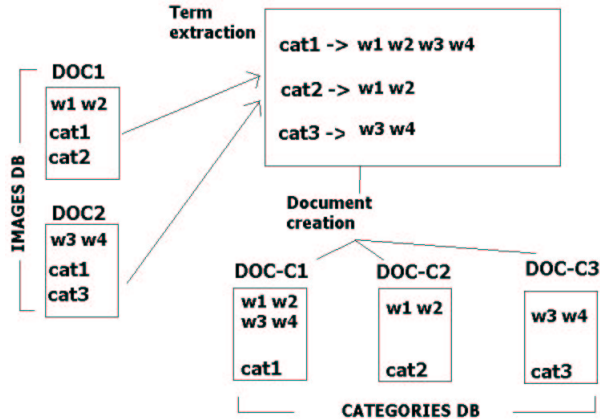 Term
extraction
cat1 -> w1 w2 w3 w4
cat2 -> w1 w2
cat3 -> w3 w4
IMAGES DB
DOC1
w1 w2
cat1
cat2
DOC2
w3 w4
cat1
cat3
Document
creation
DOC-C1
w1 w2
w3 w4
cat1
DOC-C2
w1 w2
cat2
DOC-C3
w3 w4
cat3
CATEGORIES DB